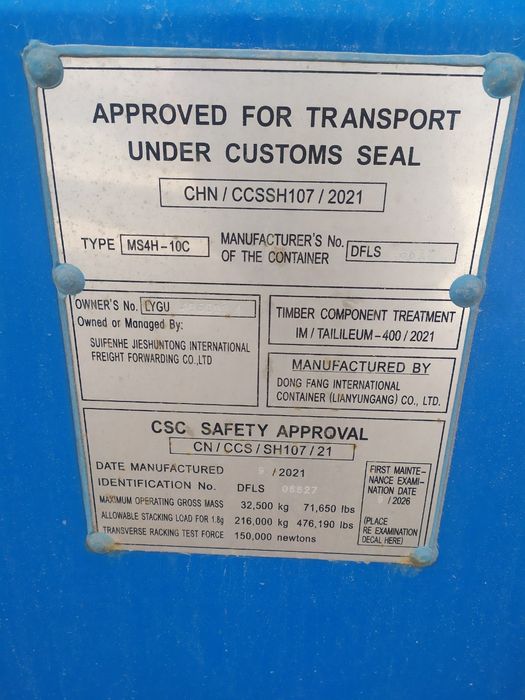 APPROVED FOR TRANSPORT
UNDER CUSTOMS SEAL
CHN / CCSSH107 / 2021
TYPE MS4H-10C
MANUFACTURER'S No.
OF THE CONTAINER
DFLS
OWNER'S No. LYGU
Owned or Managed By:
SUIFENHE JIESHUNTONG INTERNATIONAL
FREIGHT FORWARDING CO.,LTD
TIMBER COMPONENT TREATMENT
IM / TAILILEUM-400 / 2021
MANUFACTURED BY
DONG FANG INTERNATIONAL
CONTAINER (LIANYUNGANG) CO., LTD.
CSC SAFETY APPROVAL
CN / CCS / SH107 / 21
DATE MANUFACTURED 9 / 2021
IDENTIFICATION No. DFLS
MAXIMUM OPERATING GROSS MASS 32,500 kg 71,650 lbs
ALLOWABLE STACKING LOAD FOR 1.8g 216,000 kg 476,190 lbs
TRANSVERSE RACKING TEST FORCE 150,000 newtons
FIRST MAINTE-
NANCE EXAMI-
NATION DATE
/ 2026
(PLACE
RE EXAMINATION
DECAL HERE)